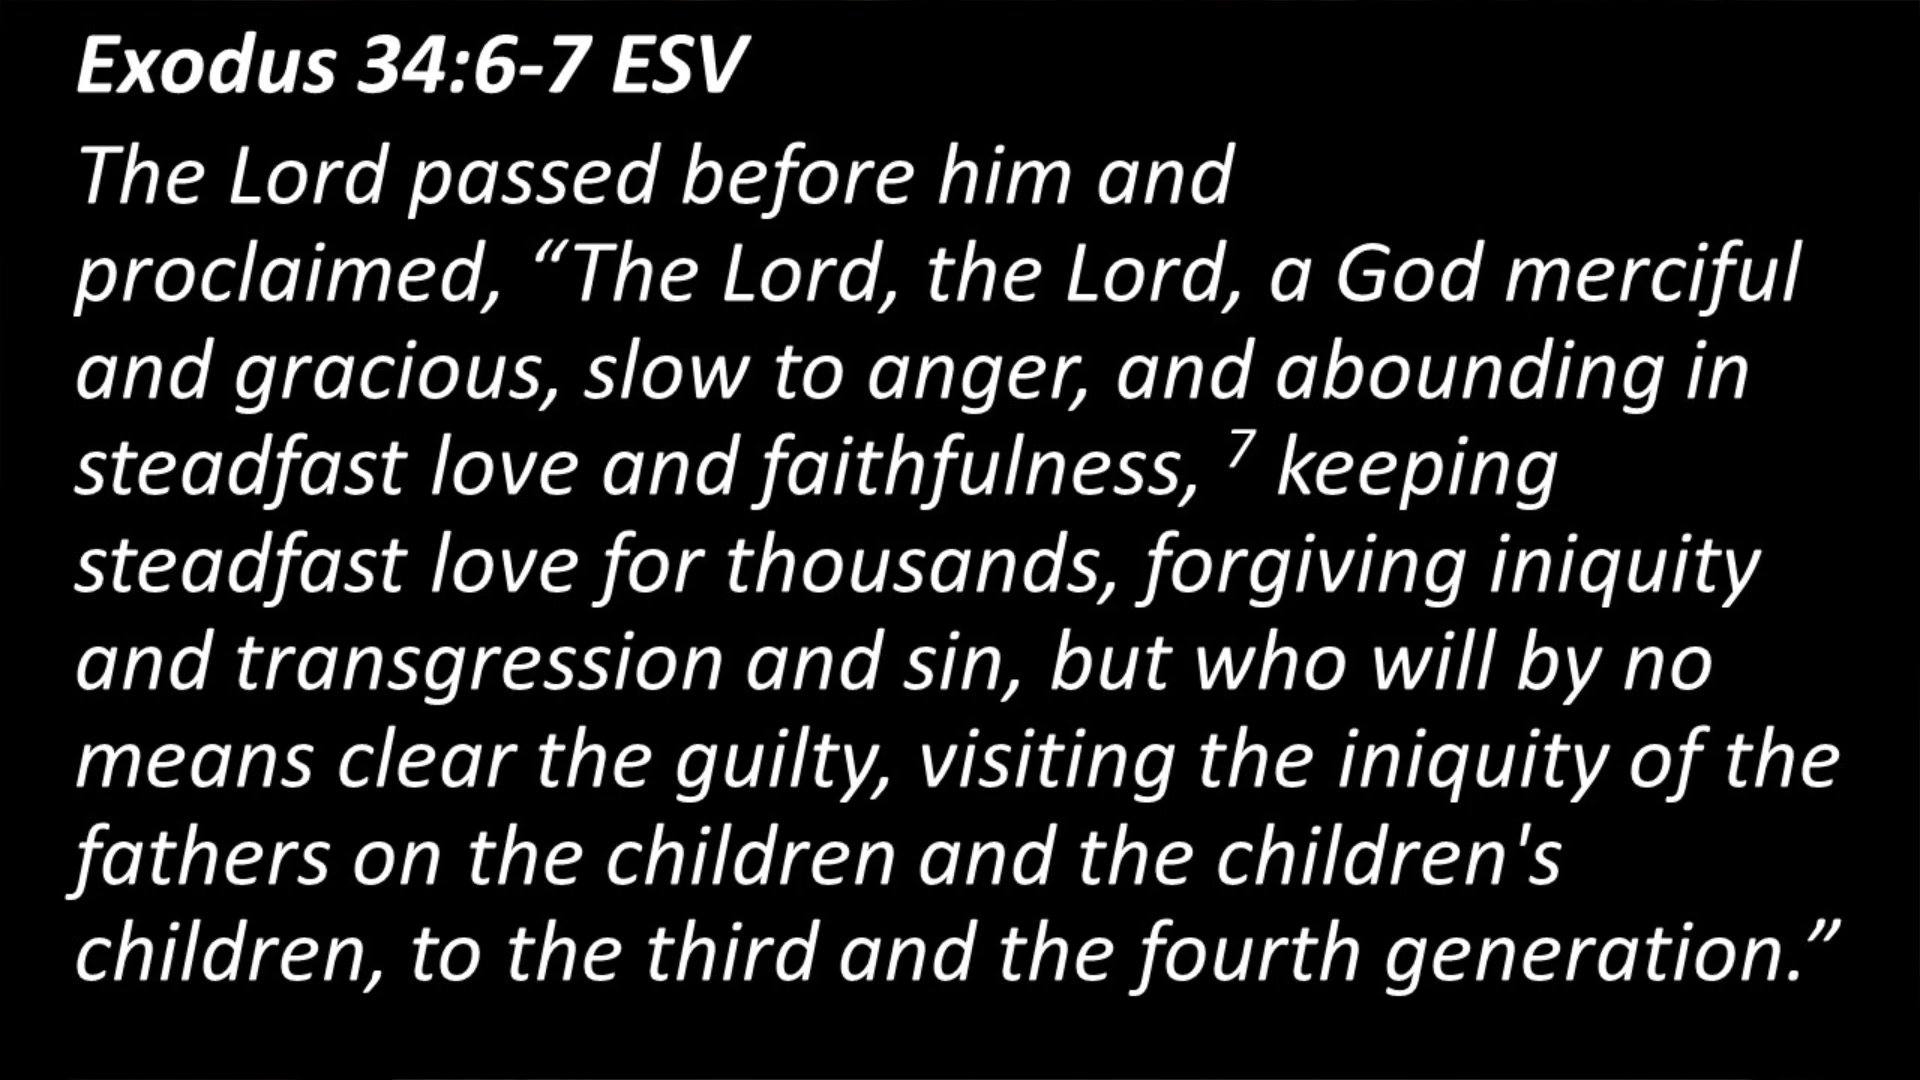 Exodus 34:6-7 ESV
The Lord passed before him and
proclaimed, “The Lord, the Lord, a God merciful
and gracious, slow to anger, and abounding in
steadfast love and faithfulness, ⁷ keeping
steadfast love for thousands, forgiving iniquity
and transgression and sin, but who will by no
means clear the guilty, visiting the iniquity of the
fathers on the children and the children's
children, to the third and the fourth generation.”